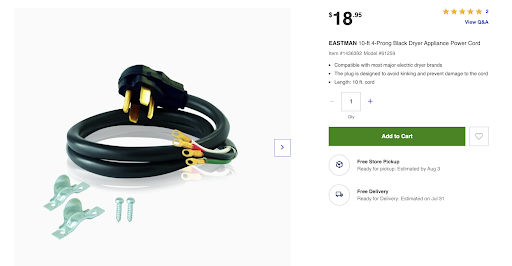 $18.95
2
View Q&A
EASTMAN 10-ft 4-Prong Black Dryer Appliance Power Cord
Item #1436392 Model #61259
Compatible with most major electric dryer brands
The plug is designed to avoid kinking and prevent damage to the cord
Length: 10 ft. cord
1
Qty
Add to Cart
Free Store Pickup
Ready for pickup: Estimated by Aug 3
Free Delivery
Ready for Delivery: Estimated on Jul 31